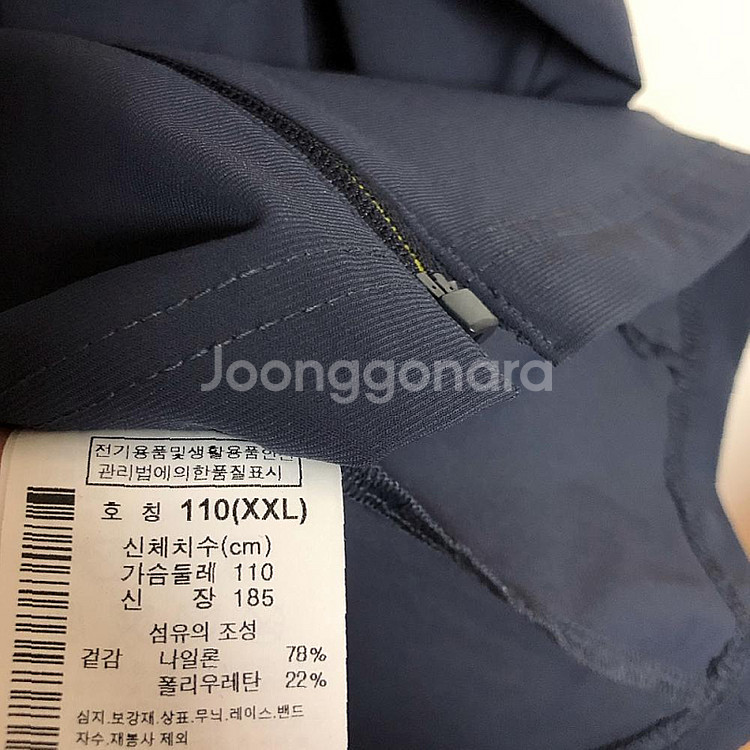 Joonggonara
전기용품및생활용품안전
관리법에의한품질표시
호 칭 110(XXL)
신체치수(cm)
가슴둘레 110
신 장 185
섬유의 조성
겉감 나일론 78%
폴리우레탄 22%
심지.보강재.상표.무늬.레이스.밴드
자수.재봉사 제외